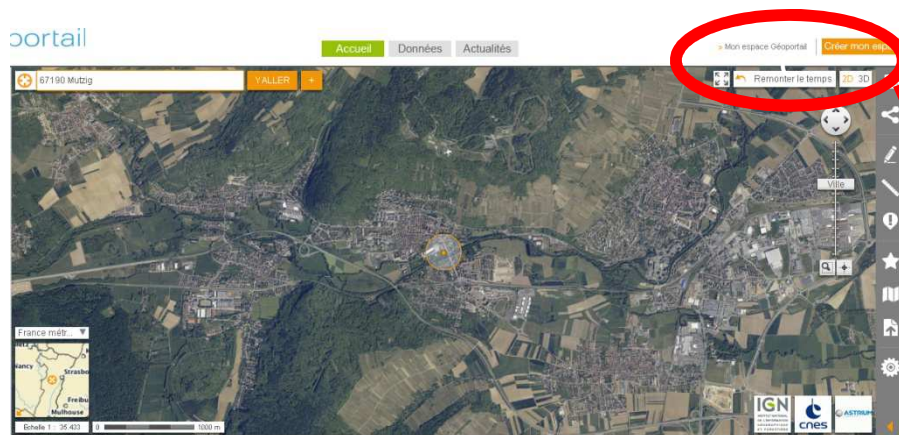 portail
Accueil Données Actualités
> Mon espace Géoportail
Créer mon espa
67190 Mutzig
Y ALLER
+
Remonter le temps
2D 3D
Ville
France métr...
Nancy
Strasbo
Freibu
Mulhouse
Echelle 1 : 35.433
0 1000 m
IGN
cnes
ASTRIUM